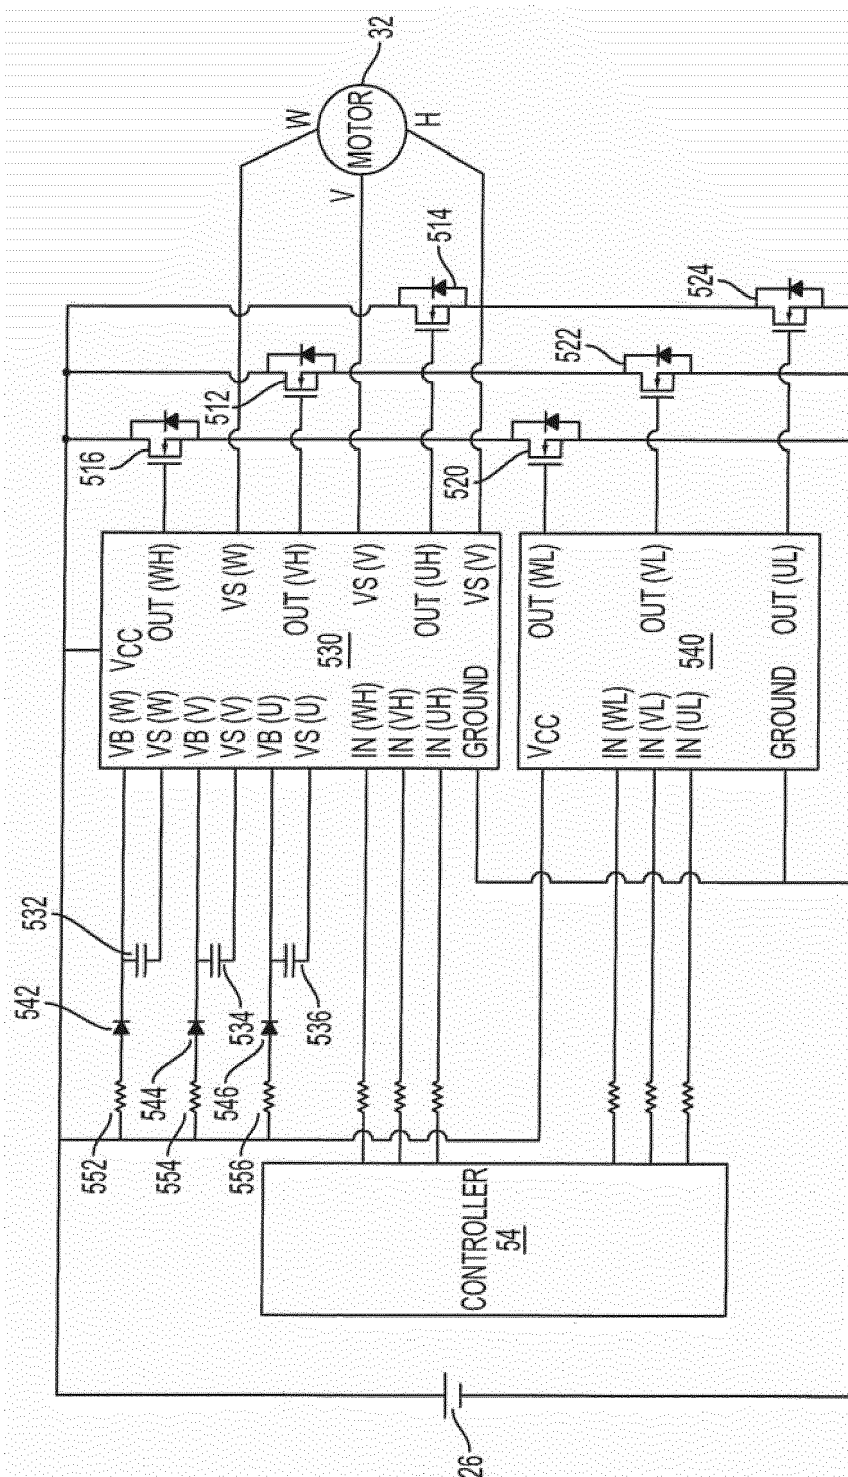 26
CONTROLLER
54
552
554
556
542
544
546
532
534
536
VB (W)
VS (W)
VB (V)
VS (V)
VB (U)
VS (U)
IN (WH)
IN (VH)
IN (UH)
GROUND
VCC
530
OUT (WH)
VS (W)
OUT (VH)
VS (V)
OUT (UH)
VS (V)
VCC
IN (WL)
IN (VL)
IN (UL)
GROUND
540
OUT (WL)
OUT (VL)
OUT (UL)
516
512
514
520
522
524
W
V
H
MOTOR
32